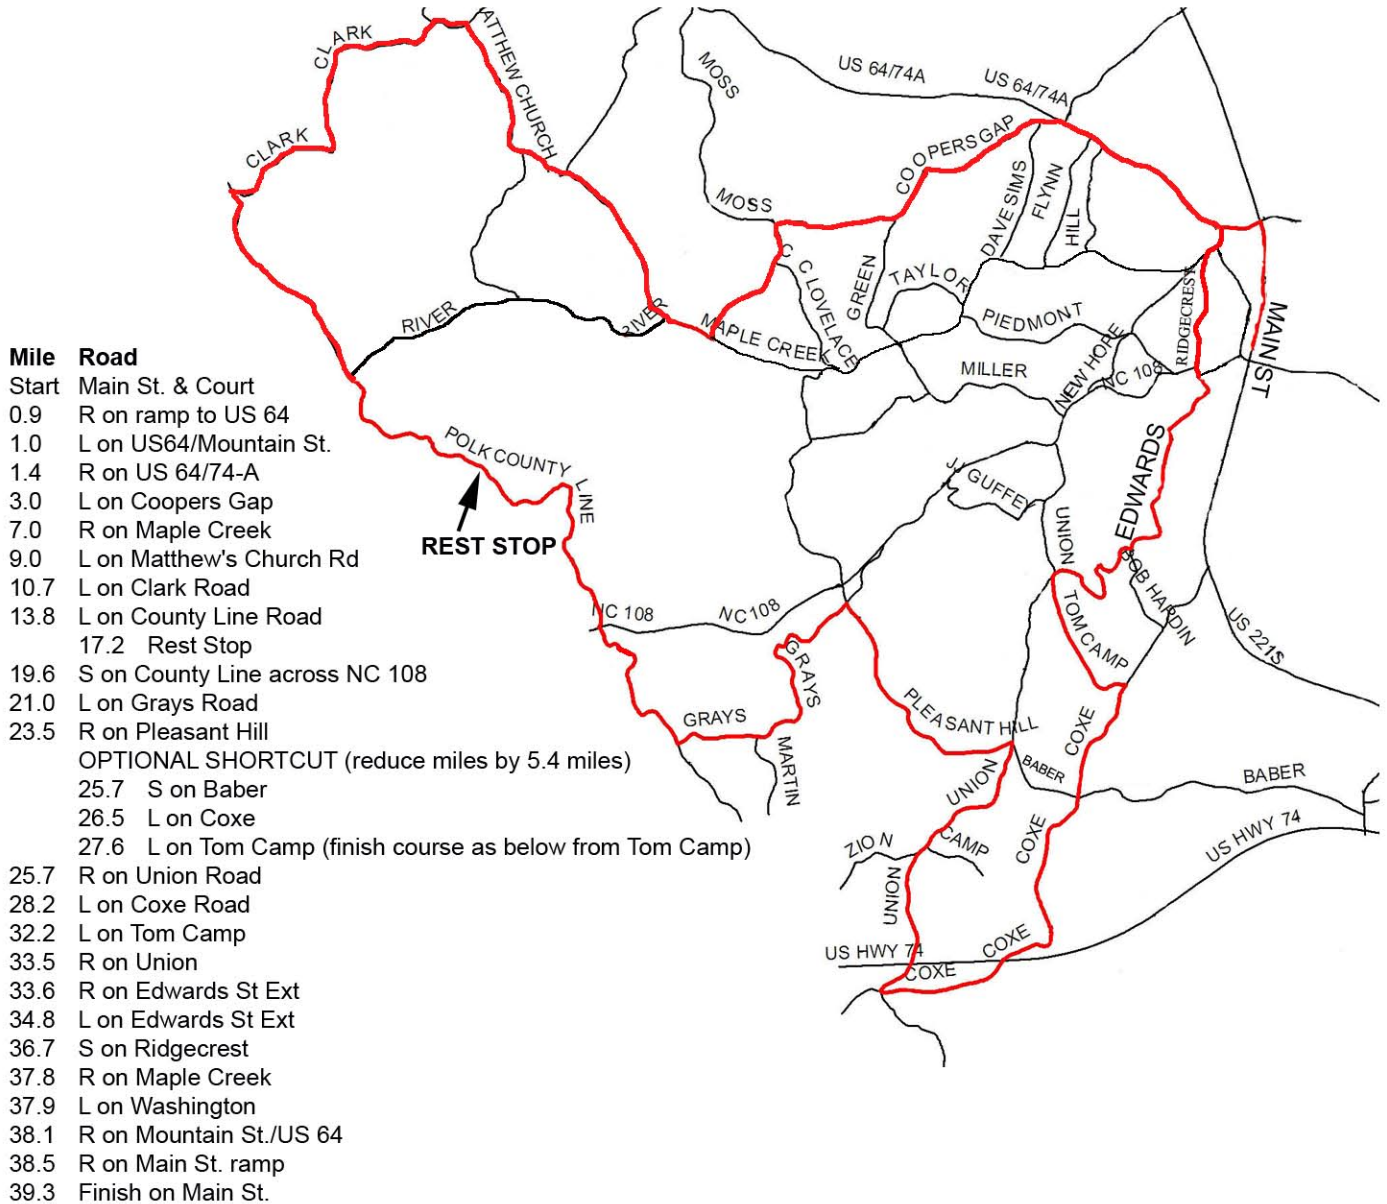 CLARK
ATTHEW CHURCH
CLARK
MOSS
US 64/74A
US 64/74A
COOPERS GAP
MOSS
DAVE SIMS
FLYNN
HILL
C C LOVELACE
GREEN
TAYLOR
PIEDMONT
RIDGECREST
MAIN ST
RIVER
RIVER
MAPLE CREEK
MILLER
NEW HOPE
NC 108
EDWARDS
POLK COUNTY LINE
REST STOP
JJ GUFFEY
UNION
BOB HARDIN
TOM CAMP
US 221S
NC 108
NC 108
GRAYS
GRAYS
MARTIN
PLEASANT HILL
COXE
BABER
BABER
UNION
ZION
CAMP
COXE
US HWY 74
UNION
US HWY 74
COXE
COXE
Mile Road
Start Main St. & Court
0.9 R on ramp to US 64
1.0 L on US64/Mountain St.
1.4 R on US 64/74-A
3.0 L on Coopers Gap
7.0 R on Maple Creek
9.0 L on Matthew's Church Rd
10.7 L on Clark Road
13.8 L on County Line Road
17.2 Rest Stop
19.6 S on County Line across NC 108
21.0 L on Grays Road
23.5 R on Pleasant Hill
OPTIONAL SHORTCUT (reduce miles by 5.4 miles)
25.7 S on Baber
26.5 L on Coxe
27.6 L on Tom Camp (finish course as below from Tom Camp)
25.7 R on Union Road
28.2 L on Coxe Road
32.2 L on Tom Camp
33.5 R on Union
33.6 R on Edwards St Ext
34.8 L on Edwards St Ext
36.7 S on Ridgecrest
37.8 R on Maple Creek
37.9 L on Washington
38.1 R on Mountain St./US 64
38.5 R on Main St. ramp
39.3 Finish on Main St.